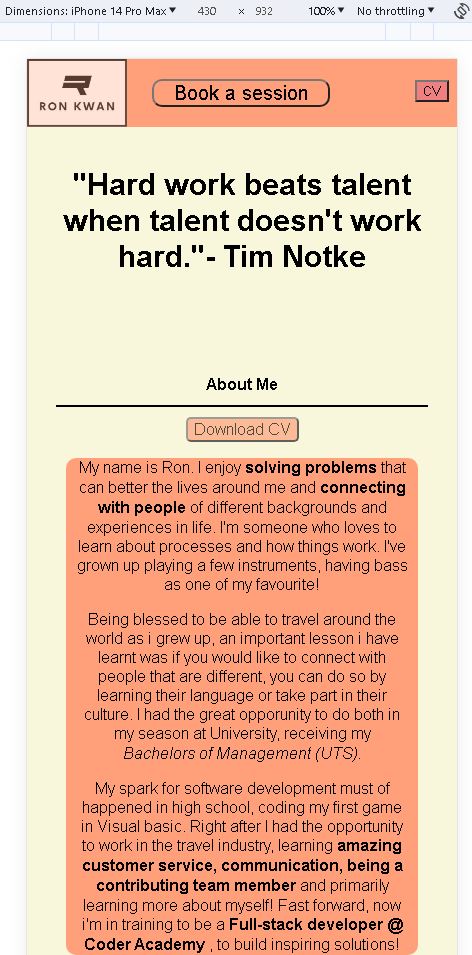 Dimensions: iPhone 14 Pro Max ▼ 430 × 932 100% ▼ No throttling ▼
RON KWAN
Book a session
CV
"Hard work beats talent
when talent doesn't work
hard."- Tim Notke
About Me
Download CV
My name is Ron. I enjoy solving problems that
can better the lives around me and connecting
with people of different backgrounds and
experiences in life. I'm someone who loves to
learn about processes and how things work. I've
grown up playing a few instruments, having bass
as one of my favourite!
Being blessed to be able to travel around the
world as i grew up, an important lesson i have
learnt was if you would like to connect with
people that are different, you can do so by
learning their language or take part in their
culture. I had the great opporunity to do both in
my season at University, receiving my
Bachelors of Management (UTS).
My spark for software development must of
happened in high school, coding my first game
in Visual basic. Right after I had the opportunity
to work in the travel industry, learning amazing
customer service, communication, being a
contributing team member and primarily
learning more about myself! Fast forward, now
i'm in training to be a Full-stack developer @
Coder Academy , to build inspiring solutions!